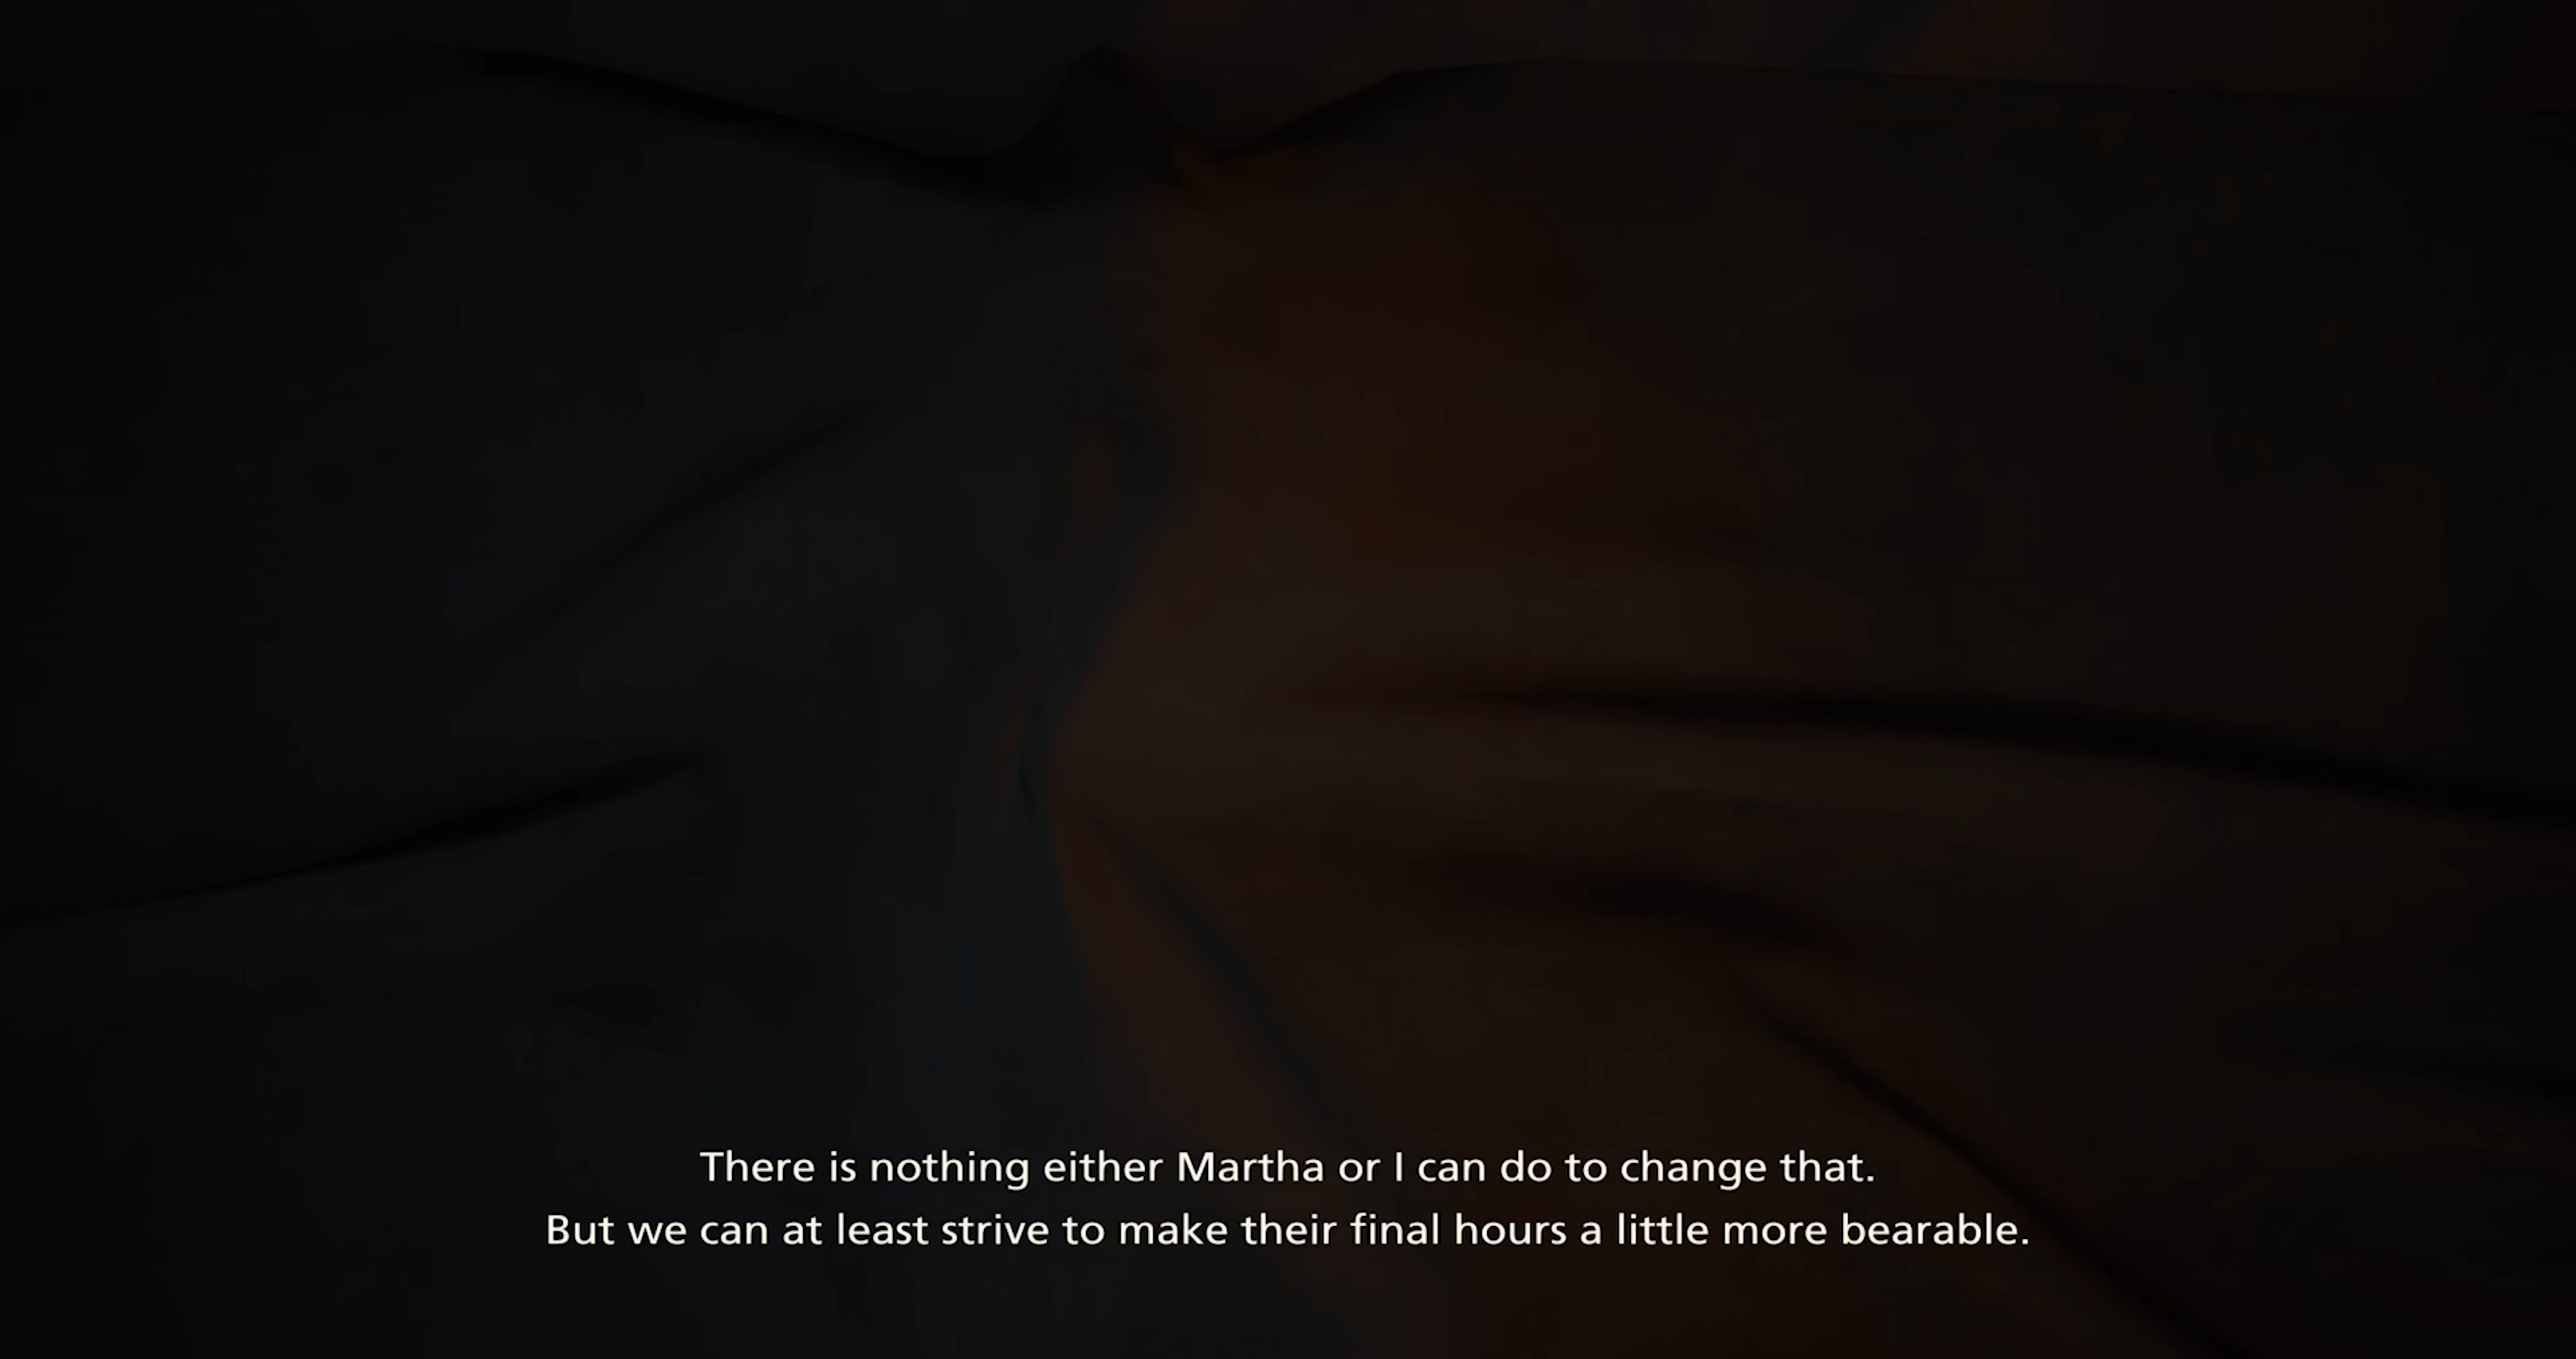 There is nothing either Martha or I can do to change that.
But we can at least strive to make their final hours a little more bearable.